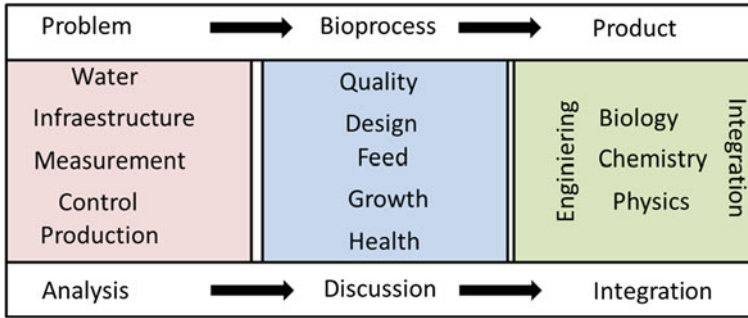 Problem Bioprocess Product
Water
Infraestructure
Measurement
Control
Production
Quality
Design
Feed
Growth
Health
Enginiering
Biology
Chemistry
Physics
Integration
Analysis Discussion Integration